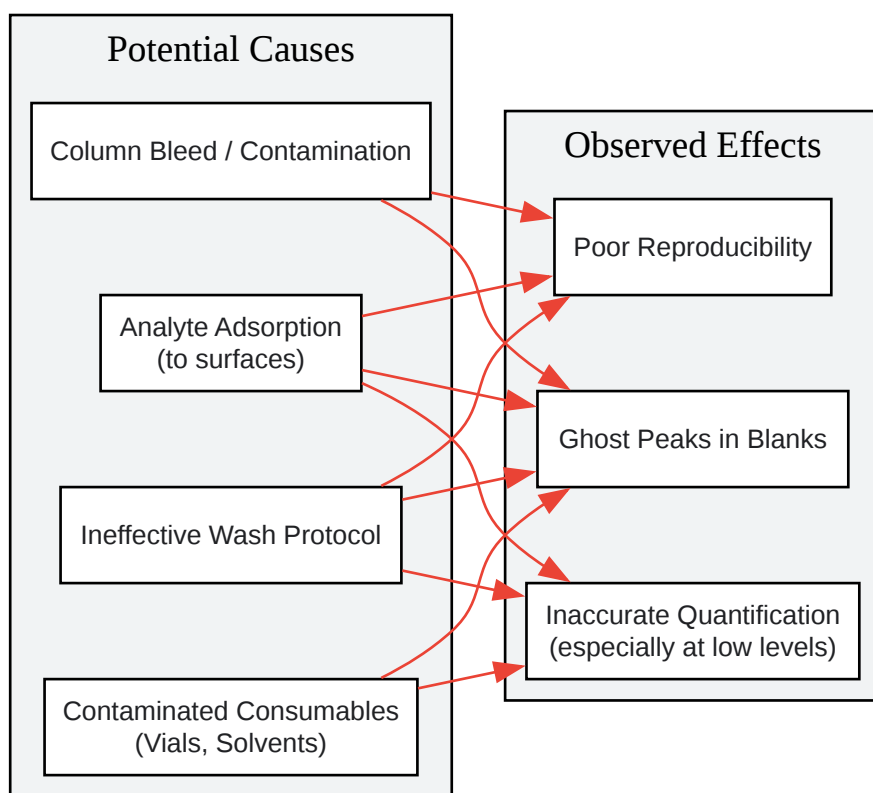 Potential Causes
Column Bleed / Contamination
Analyte Adsorption
(to surfaces)
Ineffective Wash Protocol
Contaminated Consumables
(Vials, Solvents)
Observed Effects
Poor Reproducibility
Ghost Peaks in Blanks
Inaccurate Quantification
(especially at low levels)